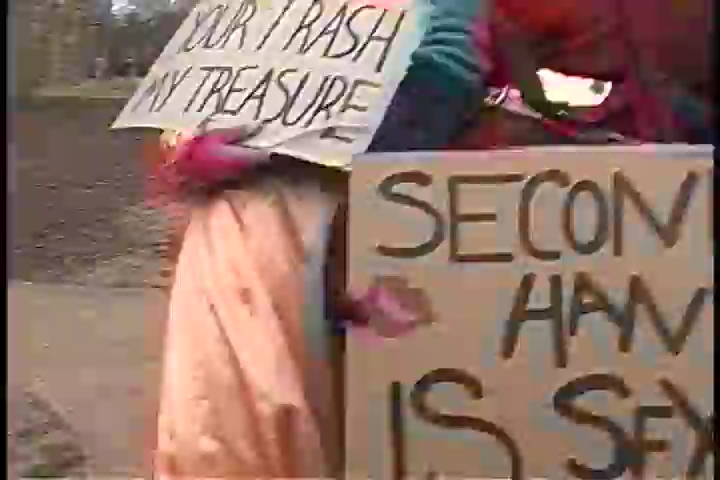 YOUR TRASH
MY TREASURE
SECON
HAN
IS SEX